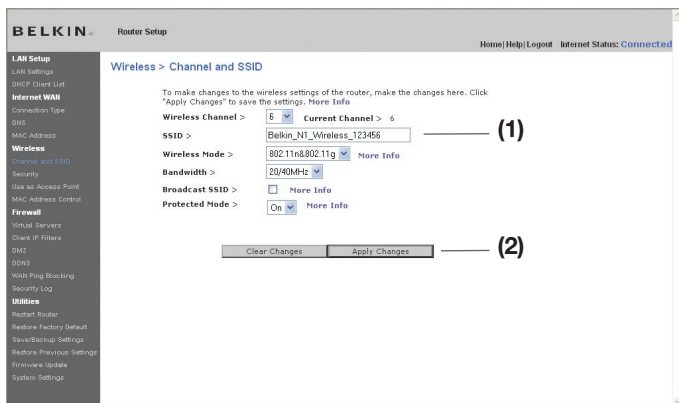 BELKIN
Router Setup
Home|Help|Logout Internet Status: Connected
LAN Setup
LAN Settings
DHCP Client List
Internet WAN
Connection Type
DNS
MAC Address
Wireless
Channel and SSID
Security
Use as Access Point
MAC Address Control
Firewall
Virtual Servers
Client IP Filters
DMZ
DDNS
WAN Ping Blocking
Security Log
Utilities
Restart Router
Restore Factory Default
Save/Backup Settings
Restore Previous Settings
Firmware Update
System Settings
Wireless > Channel and SSID
To make changes to the wireless settings of the router, make the changes here. Click
"Apply Changes" to save the settings. More Info
Wireless Channel > 6 Current Channel > 6
SSID > Belkin_N1_Wireless_123456 (1)
Wireless Mode > 802.11n&802.11g More Info
Bandwidth > 20/40MHz
Broadcast SSID > More Info
Protected Mode > On More Info
Clear Changes Apply Changes (2)